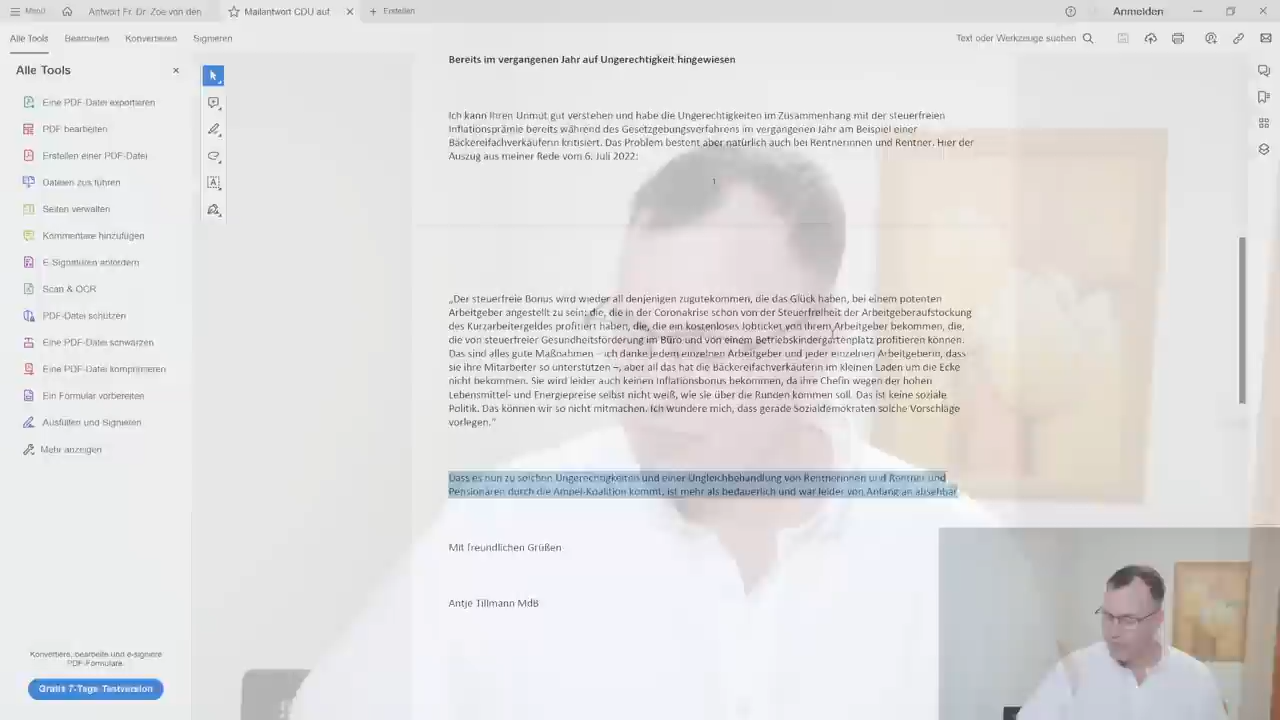 Menü
Antwort Fr. Dr. Zoe von den
Mailantwort CDU auf
Erstellen
Anmelden
Alle Tools
Bearbeiten
Konvertieren
Signieren
Text oder Werkzeuge suchen
Alle Tools
Eine PDF-Datei exportieren
PDF bearbeiten
Erstellen einer PDF-Datei
Dateien zu führen
Seiten verwalten
Kommentare hinzufügen
E-Signaturen anfordern
Scan & OCR
PDF-Datei schützen
Eine PDF-Datei schwärzen
Eine PDF-Datei komprimieren
Ein Formular vorbereiten
Ausfüllen und Signieren
Mehr anzeigen
Konvertiere, bearbeite und e-signiere
PDF-Formulare.
Gratis 7-Tage-Testversion
Bereits im vergangenen Jahr auf Ungerechtigkeit hingewiesen
Ich kann Ihren Unmut gut verstehen und habe die Ungerechtigkeiten im Zusammenhang mit der steuerfreien
Inflationsprämie bereits während des Gesetzgebungsverfahrens im vergangenen Jahr am Beispiel einer
Bäckereifachverkäuferin kritisiert. Das Problem besteht aber natürlich auch bei Rentnerinnen und Rentner. Hier der
Auszug aus meiner Rede vom 6. Juli 2022:
1
„Der steuerfreie Bonus wird wieder all denjenigen zugutekommen, die das Glück haben, bei einem potenten
Arbeitgeber angestellt zu sein: die, die in der Coronakrise schon von der Steuerfreiheit der Arbeitgeberaufstockung
des Kurzarbeitergeldes profitiert haben, die, die ein kostenloses Jobticket von ihrem Arbeitgeber bekommen, die,
die von steuerfreier Gesundheitsförderung im Büro und von einem Betriebskindergartenplatz profitieren können.
Das sind alles gute Maßnahmen – ich danke jedem einzelnen Arbeitgeber und jeder einzelnen Arbeitgeberin, dass
sie ihre Mitarbeiter so unterstützen –, aber all das hat die Bäckereifachverkäuferin im kleinen Laden um die Ecke
nicht bekommen. Sie wird leider auch keinen Inflationsbonus bekommen, da ihre Chefin wegen der hohen
Lebensmittel- und Energiepreise selbst nicht weiß, wie sie über die Runden kommen soll. Das ist keine soziale
Politik. Das können wir so nicht mitmachen. Ich wundere mich, dass gerade Sozialdemokraten solche Vorschläge
vorlegen."
Dass es nun zu solchen Ungerechtigkeiten und einer Ungleichbehandlung von Rentnerinnen und Rentner und
Pensionären durch die Ampel-Koalition kommt, ist mehr als bedauerlich und war leider von Anfang an absehbar.
Mit freundlichen Grüßen
Antje Tillmann MdB